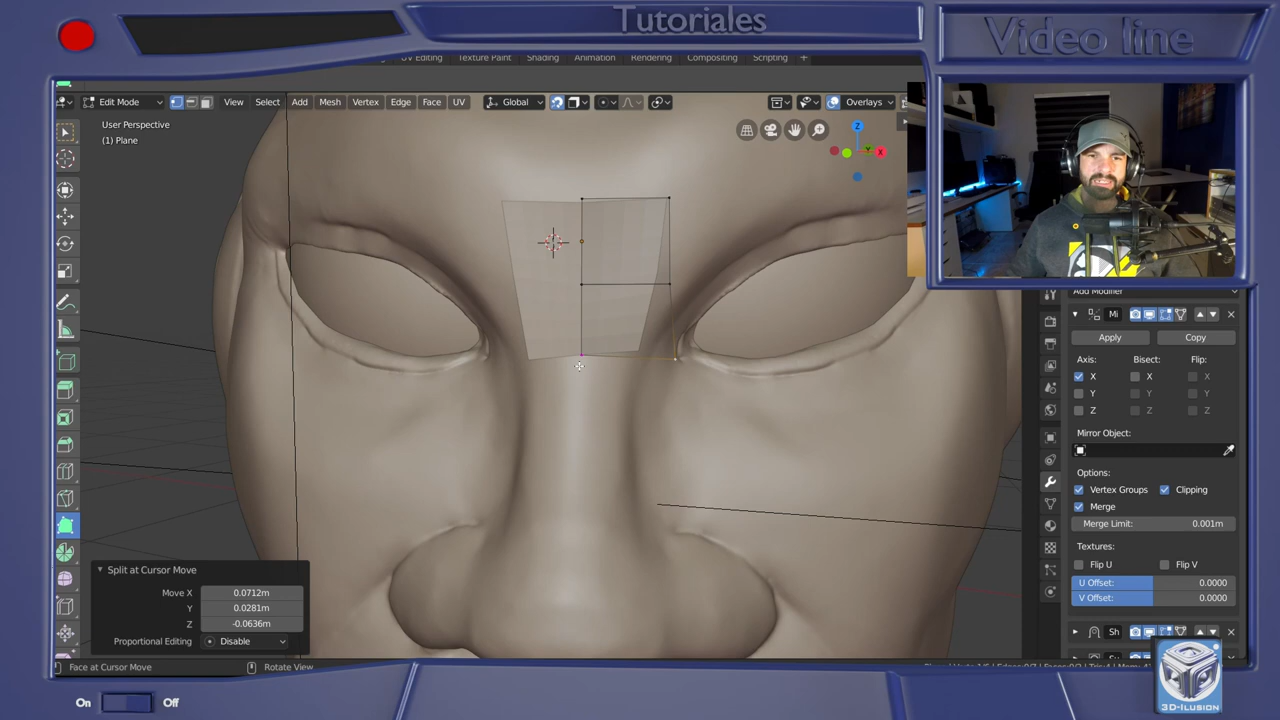 Tutoriales
Video line
UV Editing
Texture Paint
Shading
Animation
Rendering
Compositing
Scripting
+
Edit Mode
View
Select
Add
Mesh
Vertex
Edge
Face
UV
Global
Overlays
User Perspective
(1) Plane
Z
Y
X
Add Modifier
Mi
Apply
Copy
Axis:
Bisect:
Flip:
X
X
X
Y
Y
Y
Z
Z
Z
Mirror Object:
Options:
Vertex Groups
Clipping
Merge
Merge Limit:
0.001m
Textures:
Flip U
Flip V
U Offset:
0.0000
V Offset:
0.0000
Sh
Split at Cursor Move
Move X
0.0712m
Y
0.0281m
Z
-0.0636m
Proportional Editing
Disable
Face at Cursor Move
Rotate View
On
Off
3D-ILUSION